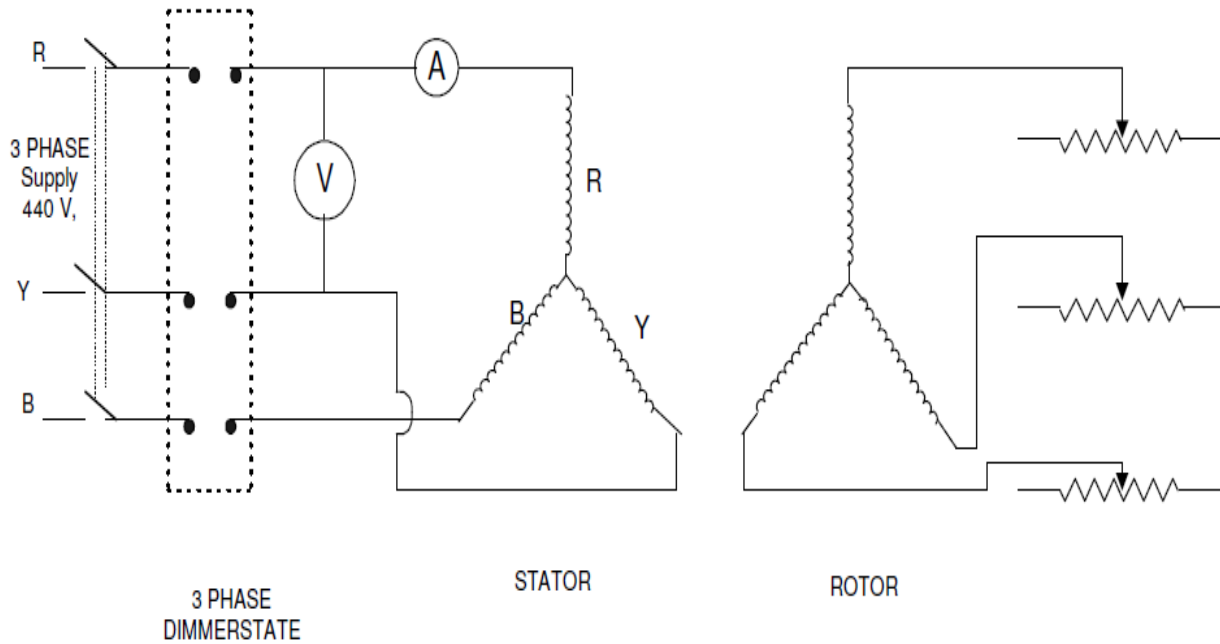 R
A
3 PHASE
Supply
440 V,
V
R
Y
B
Y
B
STATOR
ROTOR
3 PHASE
DIMMERSTATE